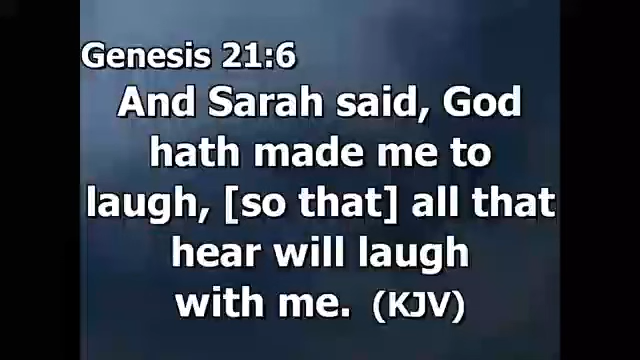 Genesis 21:6
And Sarah said, God
hath made me to
laugh, [so that] all that
hear will laugh
with me. (KJV)